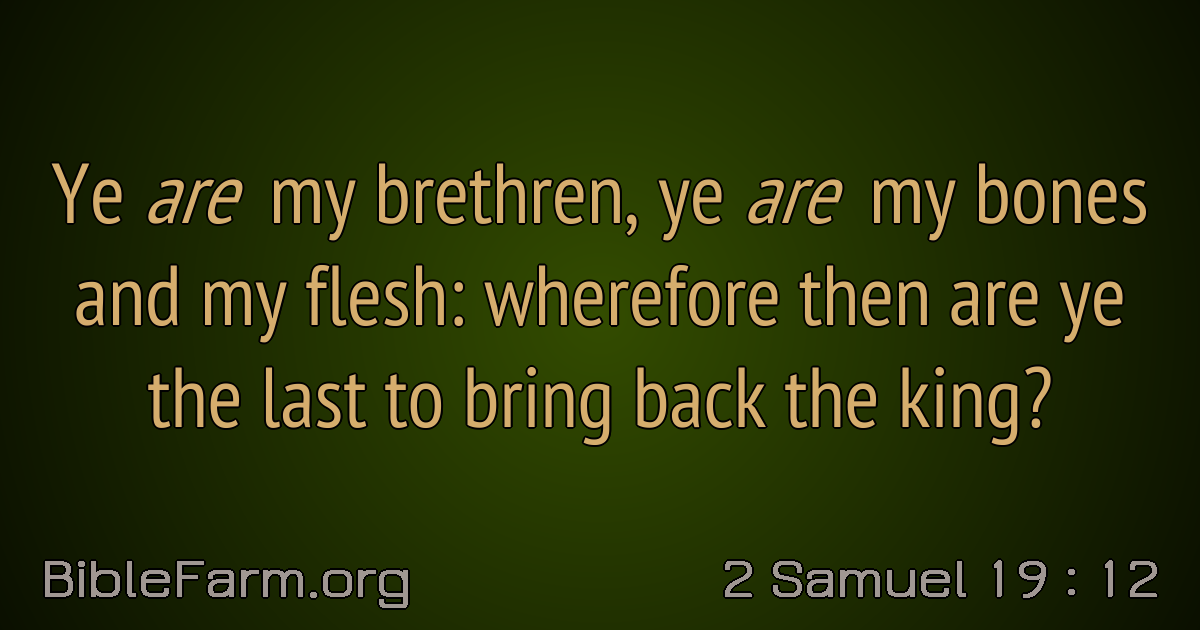 Ye are my brethren, ye are my bones
and my flesh: wherefore then are ye
the last to bring back the king?
BibleFarm.org
2 Samuel 19 : 12